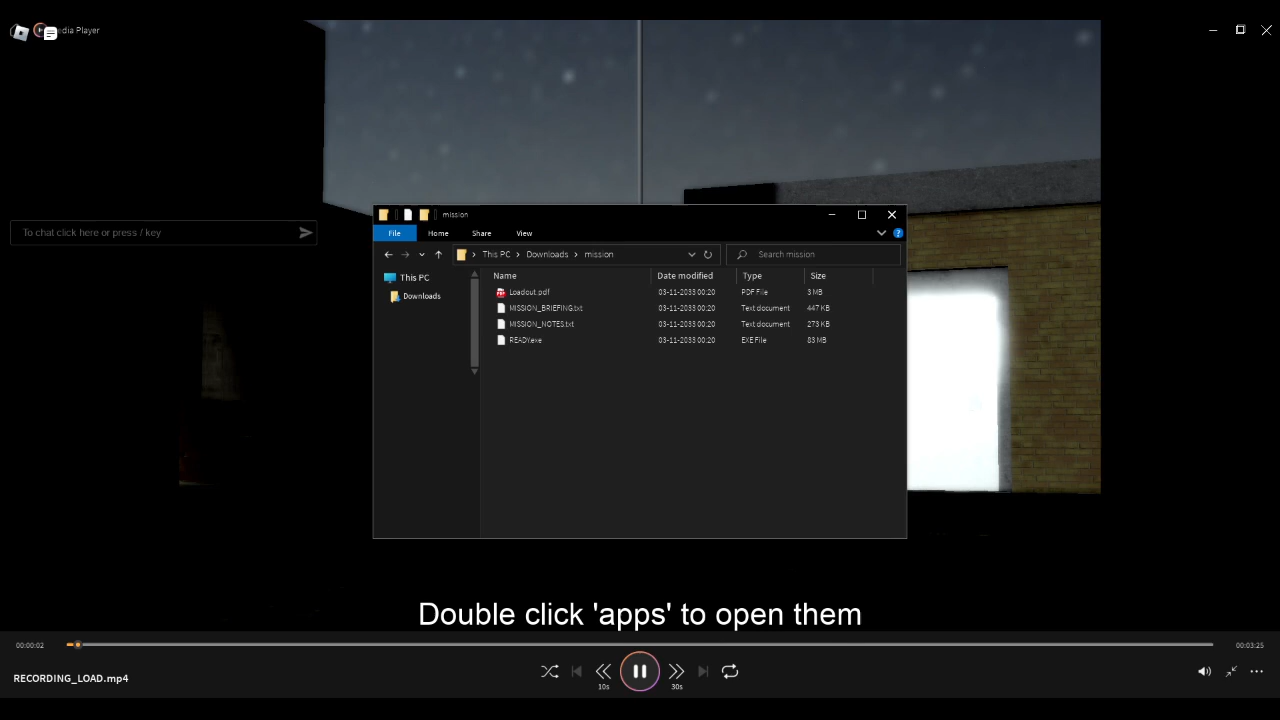 Media Player
mission
File Home Share View
This PC Downloads mission Search mission
Name Date modified Type Size
This PC
Downloads
Loadout.pdf 03-11-2033 00:20 PDF File 3 MB
MISSION_BRIEFING.txt 03-11-2033 00:20 Text document 447 KB
MISSION_NOTES.txt 03-11-2033 00:20 Text document 273 KB
READY.exe 03-11-2033 00:20 EXE File 83 MB
To chat click here or press / key
Double click 'apps' to open them
00:00:02 00:03:25
RECORDING_LOAD.mp4
10s 30s